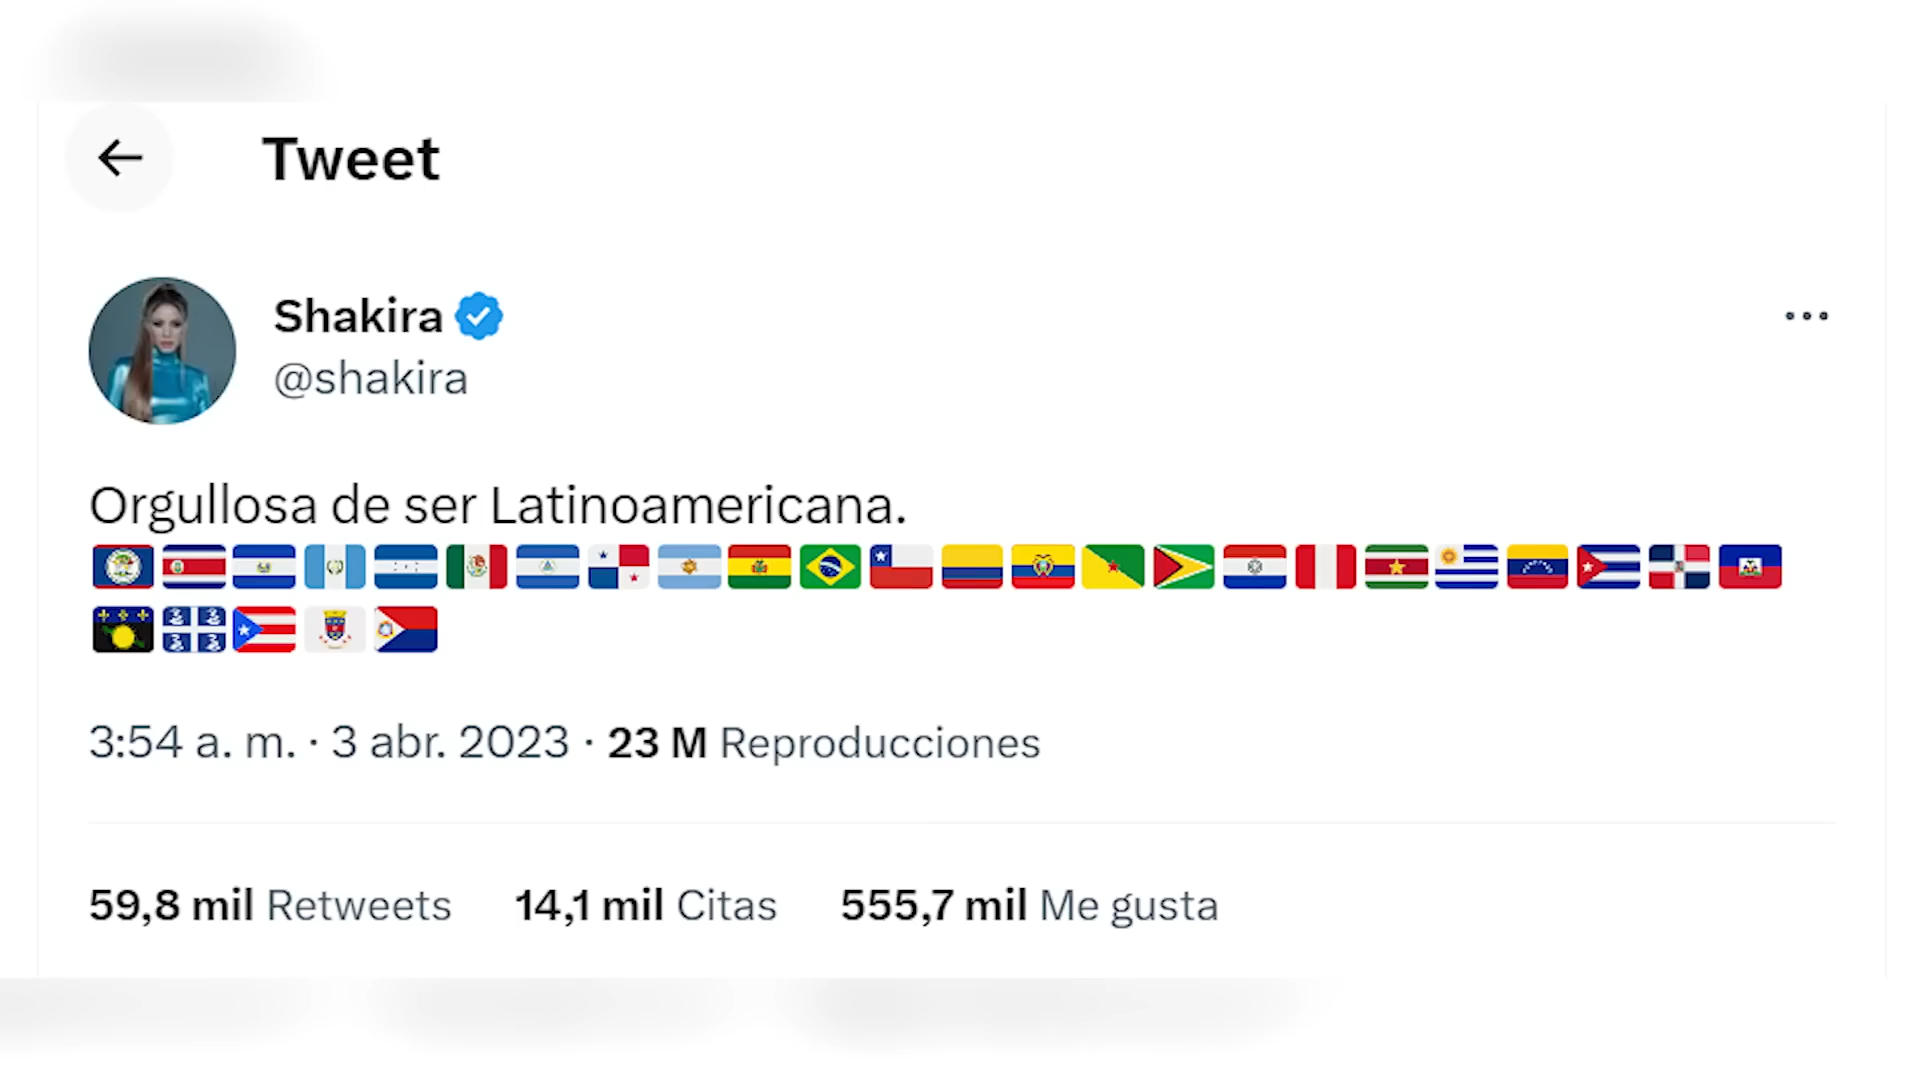 Tweet
Shakira
@shakira
Orgullosa de ser Latinoamericana.
3:54 a. m. · 3 abr. 2023 · 23 M Reproducciones
59,8 mil Retweets 14,1 mil Citas 555,7 mil Me gusta